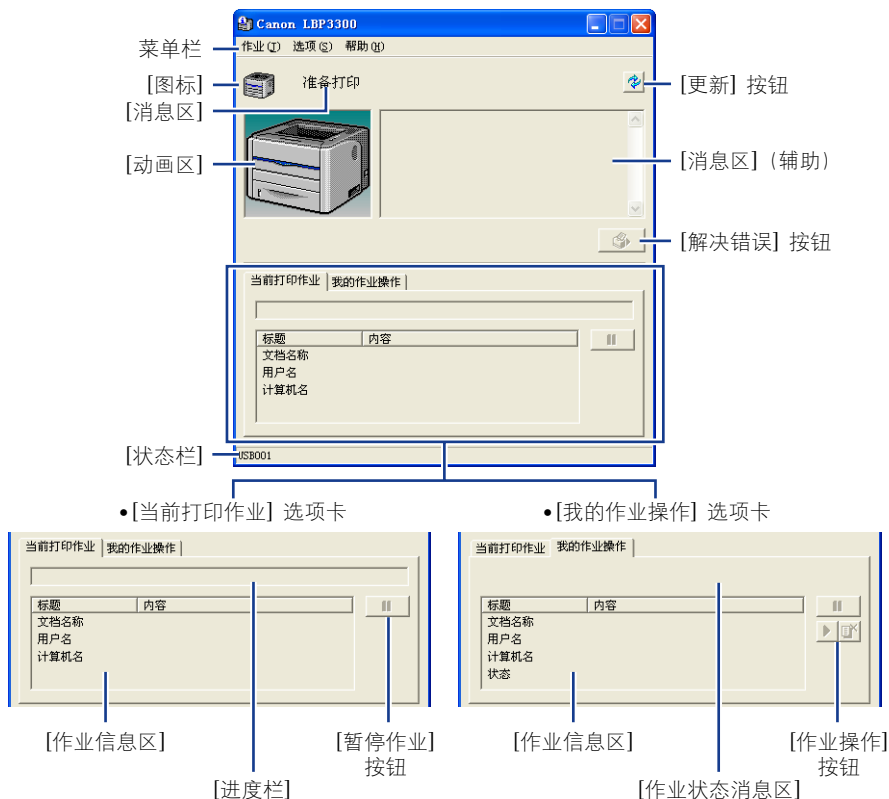 Canon LBP3300
菜单栏
作业(J) 选项(S) 帮助(H)
[图标]
准备打印
[更新] 按钮
[消息区]
[动画区]
[消息区]（辅助）
[解决错误] 按钮
当前打印作业 我的作业操作
标题 内容
文档名称
用户名
计算机名
[状态栏]
USB001
•[当前打印作业] 选项卡
•[我的作业操作] 选项卡
当前打印作业 我的作业操作
标题 内容
文档名称
用户名
计算机名
[作业信息区]
[暂停作业]
按钮
[进度栏]
当前打印作业 我的作业操作
标题 内容
文档名称
用户名
计算机名
状态
[作业信息区]
[作业操作]
按钮
[作业状态消息区]